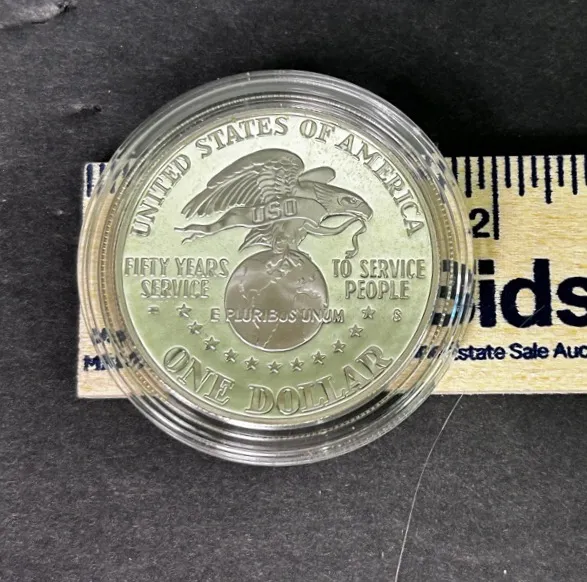 UNITED STATES OF AMERICA
USO
FIFTY YEARS
SERVICE
TO SERVICE
PEOPLE
E PLURIBUS UNUM
S
ONE DOLLAR
2
ids
state Sale Auc